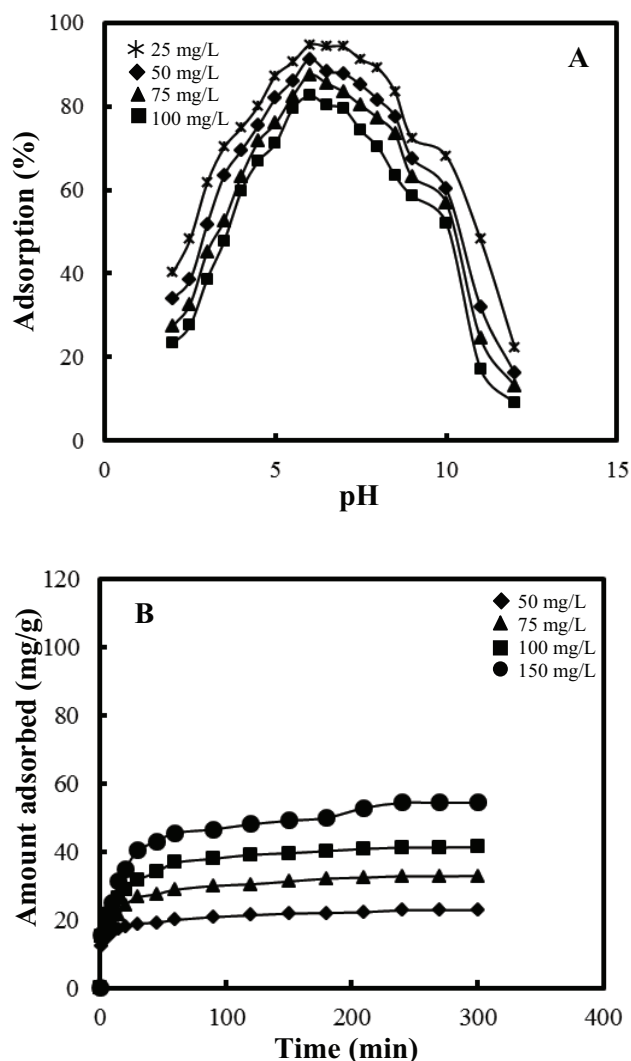 A
25 mg/L
50 mg/L
75 mg/L
100 mg/L
Adsorption (%)
100
80
60
40
20
0
0 5 10 15
pH
B
50 mg/L
75 mg/L
100 mg/L
150 mg/L
Amount adsorbed (mg/g)
120
100
80
60
40
20
0
0 100 200 300 400
Time (min)